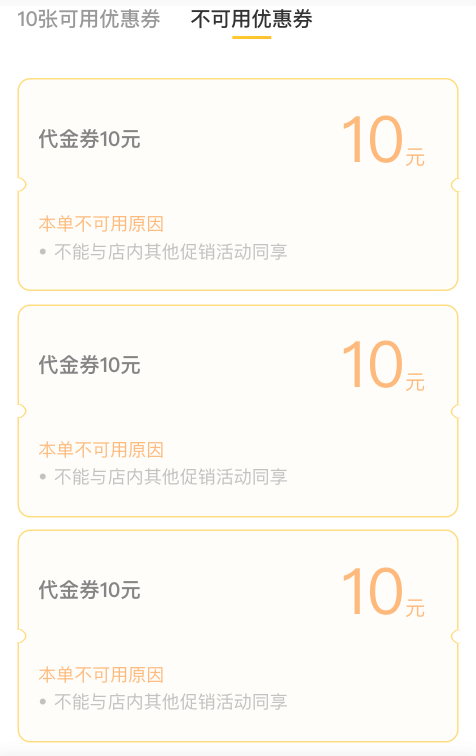 10张可用优惠券 不可用优惠券
代金券10元 10元
本单不可用原因
• 不能与店内其他促销活动同享
代金券10元 10元
本单不可用原因
• 不能与店内其他促销活动同享
代金券10元 10元
本单不可用原因
• 不能与店内其他促销活动同享